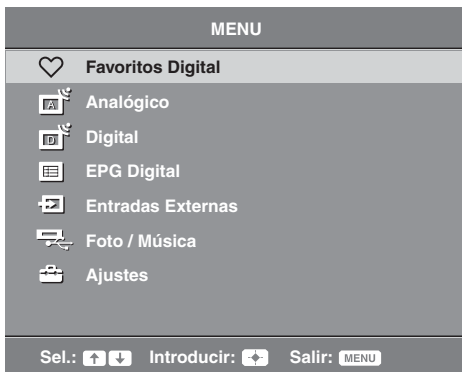 MENU
Favoritos Digital
A Analógico
D Digital
EPG Digital
Entradas Externas
Foto / Música
Ajustes
Sel.: Introducir: Salir: MENU